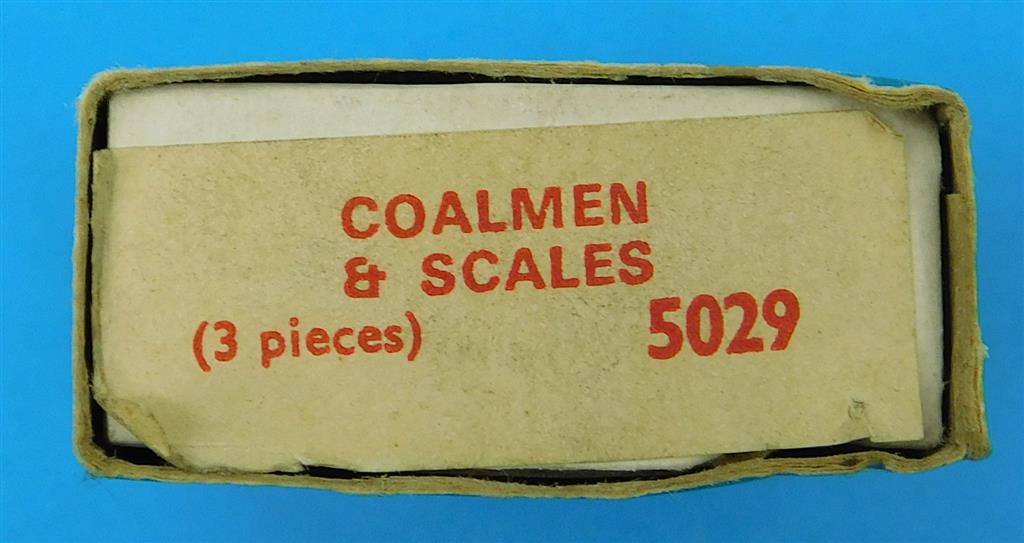 COALMEN
& SCALES
(3 pieces) 5029